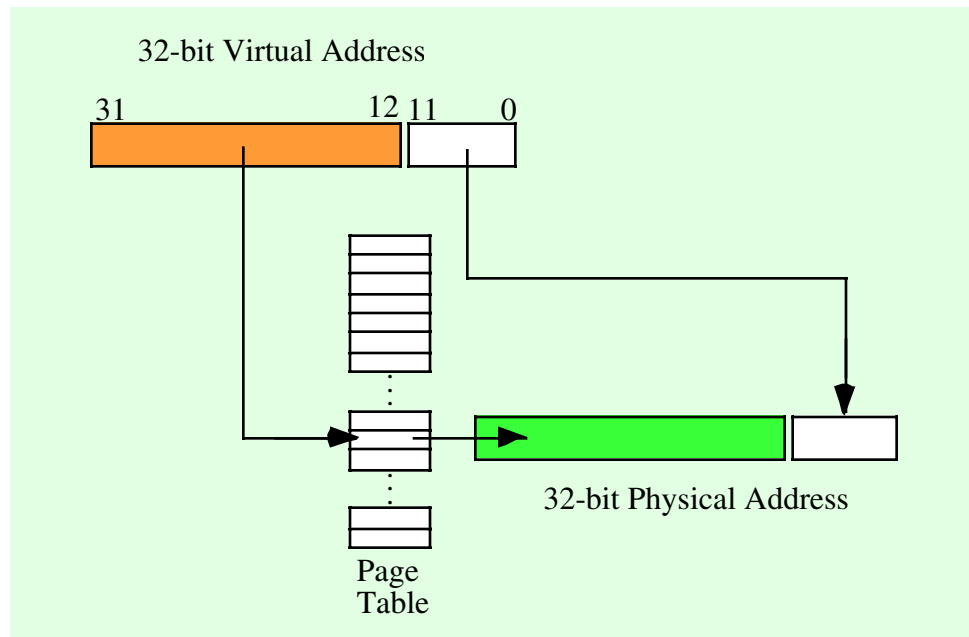 32-bit Virtual Address
31 12 11 0
32-bit Physical Address
Page
Table